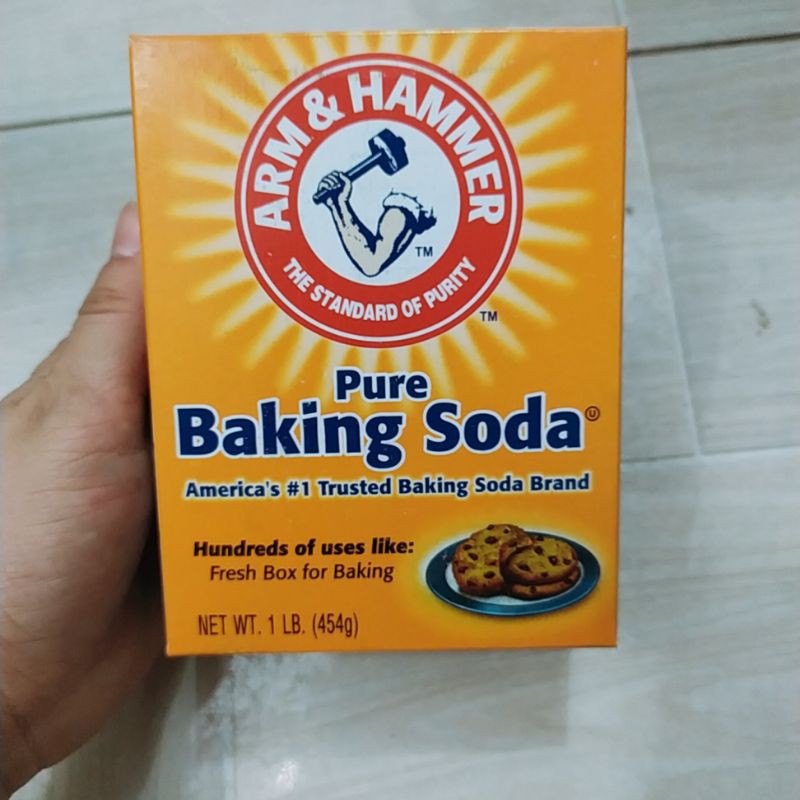 ARM & HAMMER
TM
THE STANDARD OF PURITY
TM
Pure
Baking Soda Ⓤ
America's #1 Trusted Baking Soda Brand
Hundreds of uses like:
Fresh Box for Baking
NET WT. 1 LB. (454g)